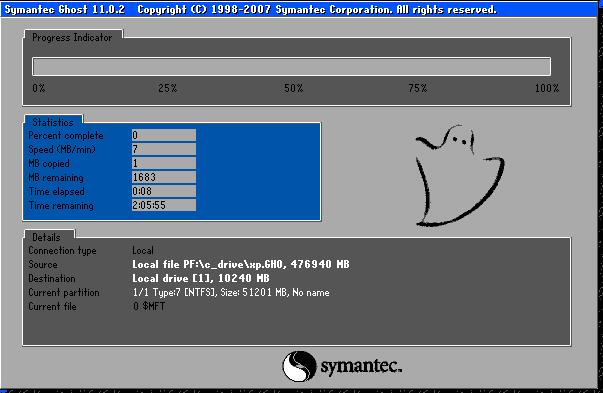 Symantec Ghost 11.0.2 Copyright (C) 1998-2007 Symantec Corporation. All rights reserved.
Progress Indicator
0% 25% 50% 75% 100%
Statistics
Percent complete 0
Speed (MB/min) 7
MB copied 1
MB remaining 1683
Time elapsed 0:08
Time remaining 2:05:55
Details
Connection type Local
Source Local file PF:\c_drive\xp.GHO, 476940 MB
Destination Local drive [1], 10240 MB
Current partition 1/1 Type:7 [NTFS], Size: 51201 MB, No name
Current file 0 $MFT
symantec.